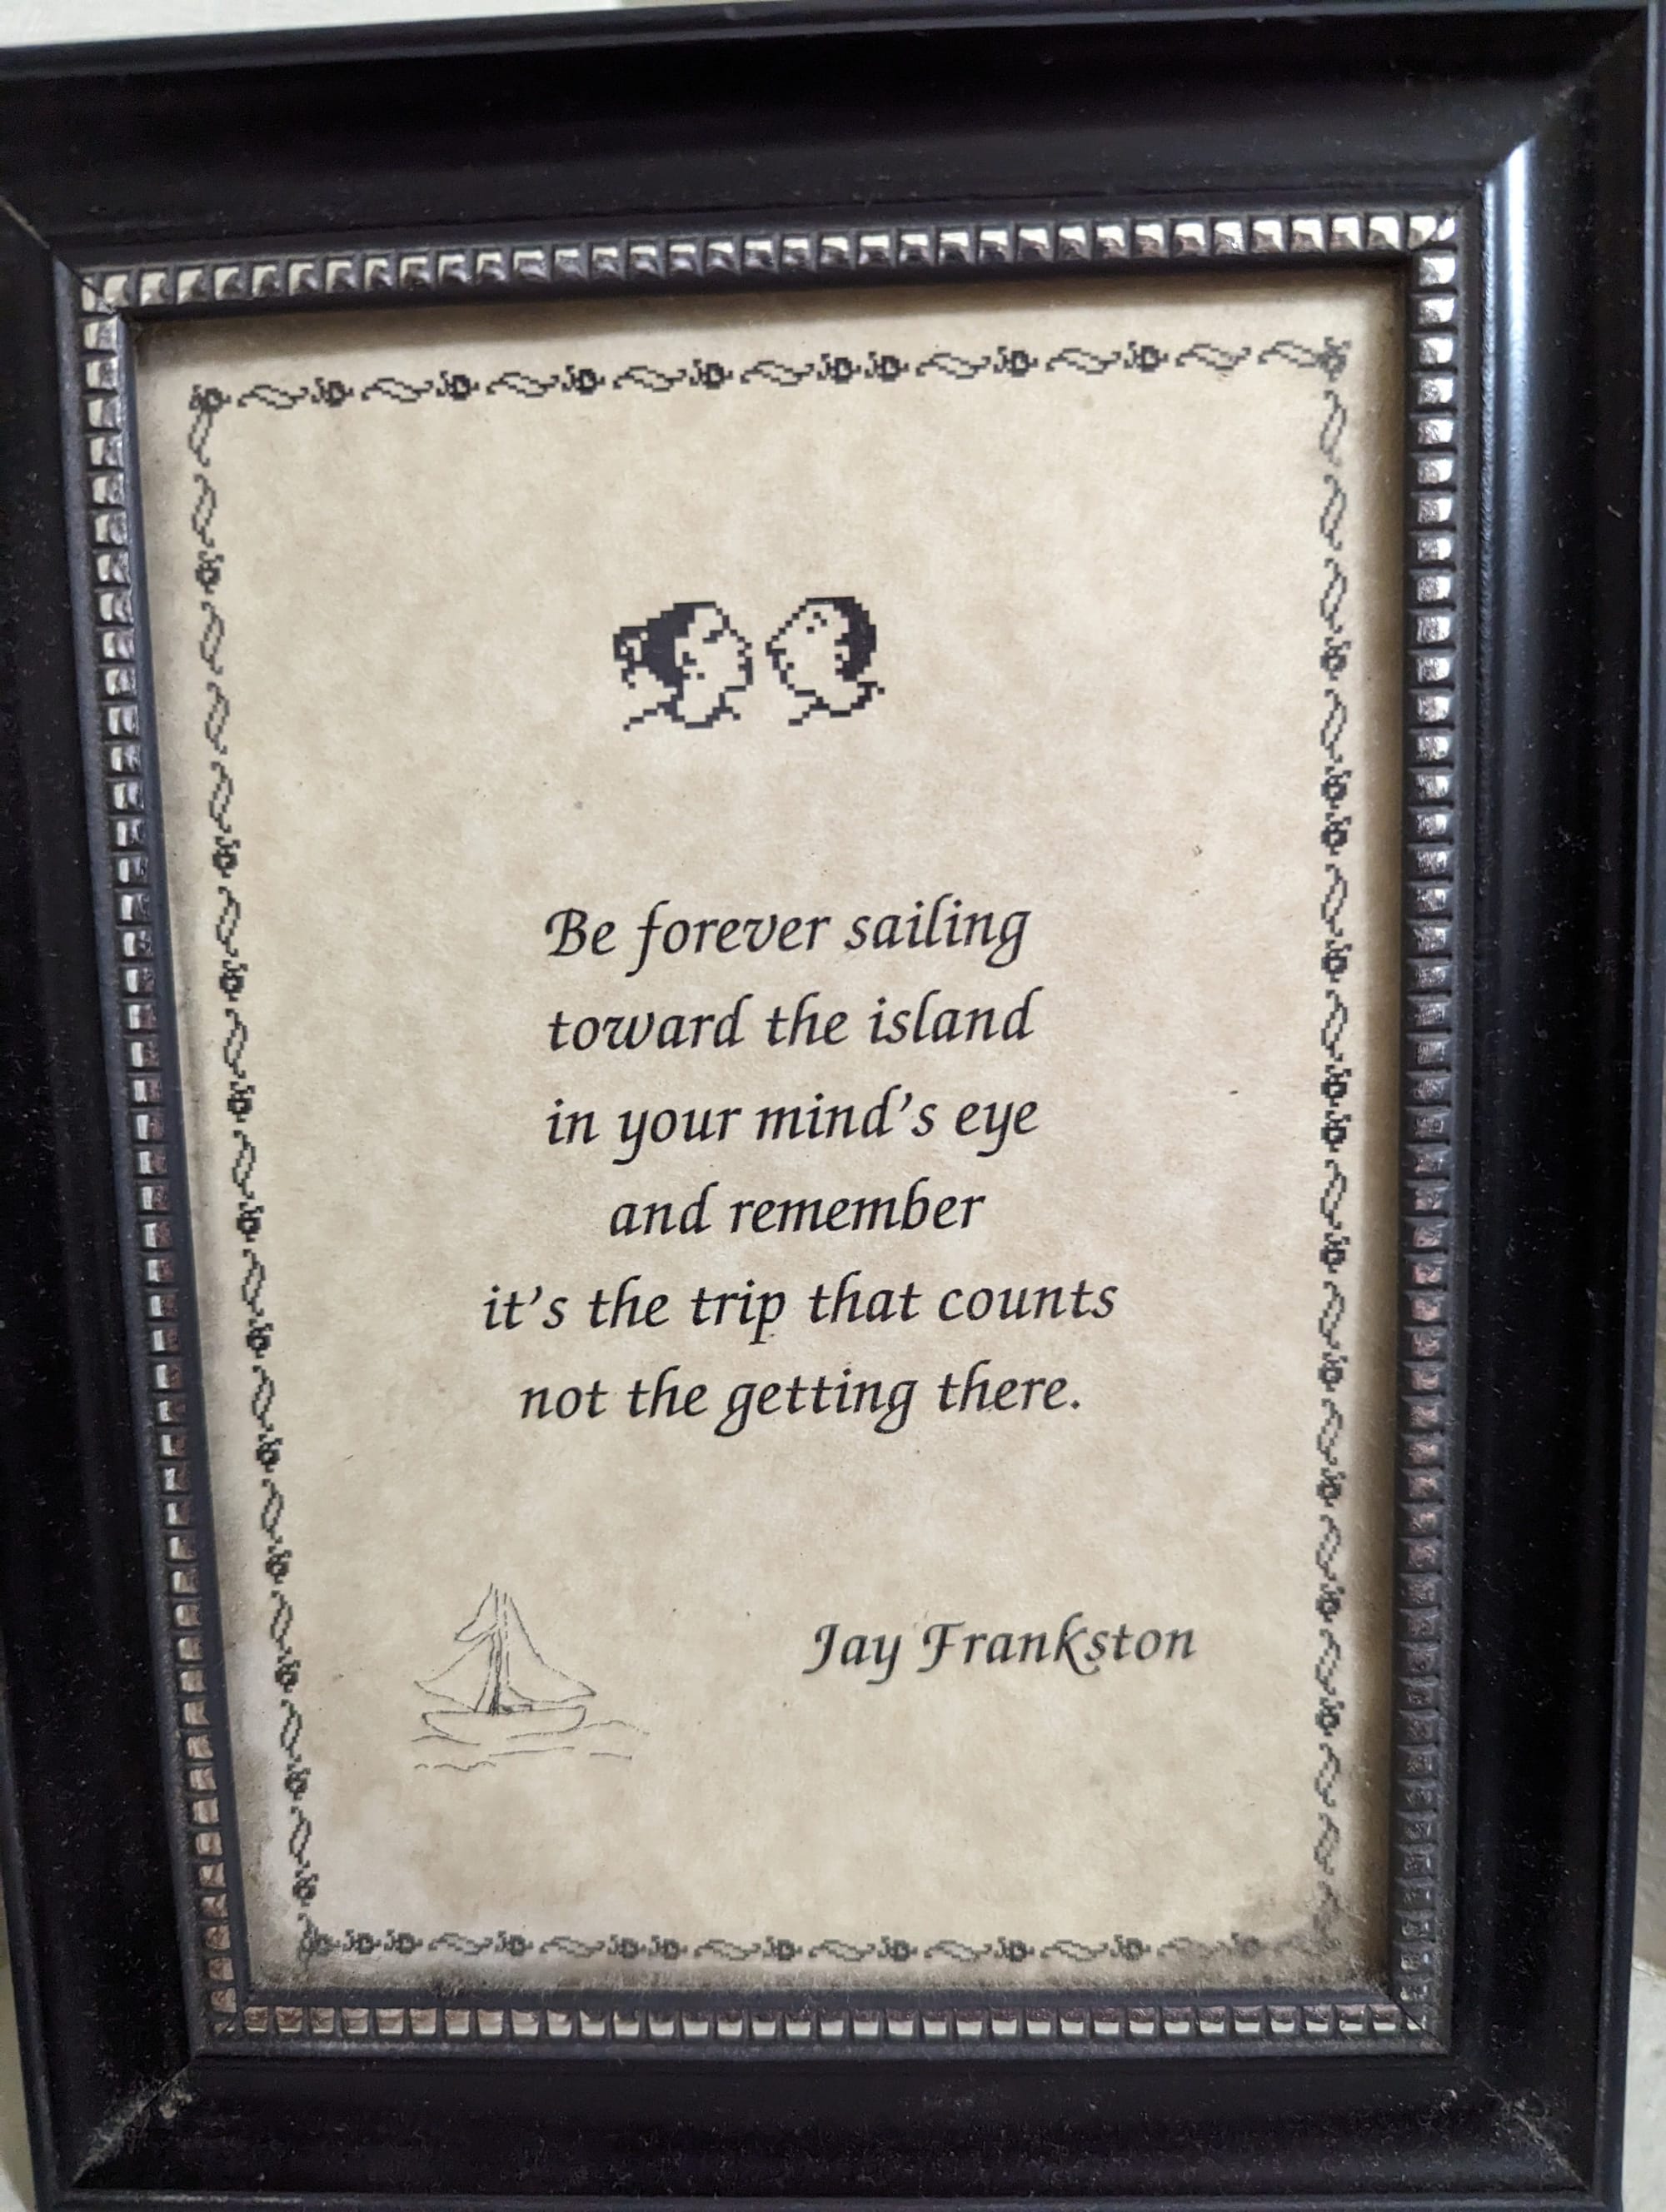 Be forever sailing
toward the island
in your mind's eye
and remember
it's the trip that counts
not the getting there.
Jay Frankston